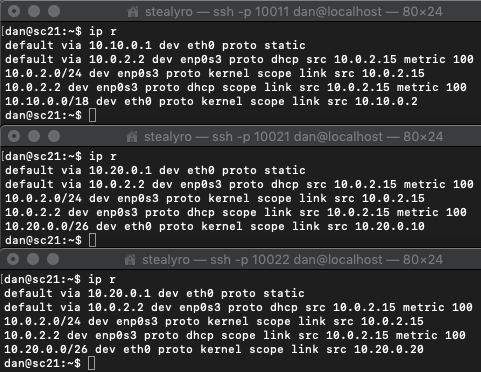 stealyro — ssh -p 10011 dan@localhost — 80×24
[dan@sc21:~$ ip r
default via 10.10.0.1 dev eth0 proto static
default via 10.0.2.2 dev enp0s3 proto dhcp src 10.0.2.15 metric 100
10.0.2.0/24 dev enp0s3 proto kernel scope link src 10.0.2.15
10.0.2.2 dev enp0s3 proto dhcp scope link src 10.0.2.15 metric 100
10.10.0.0/18 dev eth0 proto kernel scope link src 10.10.0.2
dan@sc21:~$
stealyro — ssh -p 10021 dan@localhost — 80×24
[dan@sc21:~$ ip r
default via 10.20.0.1 dev eth0 proto static
default via 10.0.2.2 dev enp0s3 proto dhcp src 10.0.2.15 metric 100
10.0.2.0/24 dev enp0s3 proto kernel scope link src 10.0.2.15
10.0.2.2 dev enp0s3 proto dhcp scope link src 10.0.2.15 metric 100
10.20.0.0/26 dev eth0 proto kernel scope link src 10.20.0.10
dan@sc21:~$
stealyro — ssh -p 10022 dan@localhost — 80×24
[dan@sc21:~$ ip r
default via 10.20.0.1 dev eth0 proto static
default via 10.0.2.2 dev enp0s3 proto dhcp src 10.0.2.15 metric 100
10.0.2.0/24 dev enp0s3 proto kernel scope link src 10.0.2.15
10.0.2.2 dev enp0s3 proto dhcp scope link src 10.0.2.15 metric 100
10.20.0.0/26 dev eth0 proto kernel scope link src 10.20.0.20
dan@sc21:~$